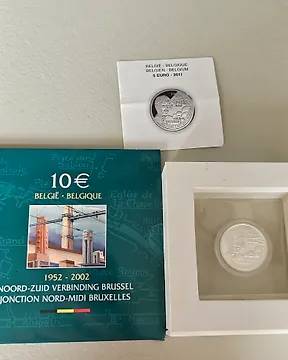 BELGIË · BELGIQUE
BELGIEN · BELGIUM
5 EURO · 2011
10 €
BELGIË · BELGIQUE
1952 - 2002
NOORD-ZUID VERBINDING BRUSSEL
JONCTION NORD-MIDI BRUXELLES